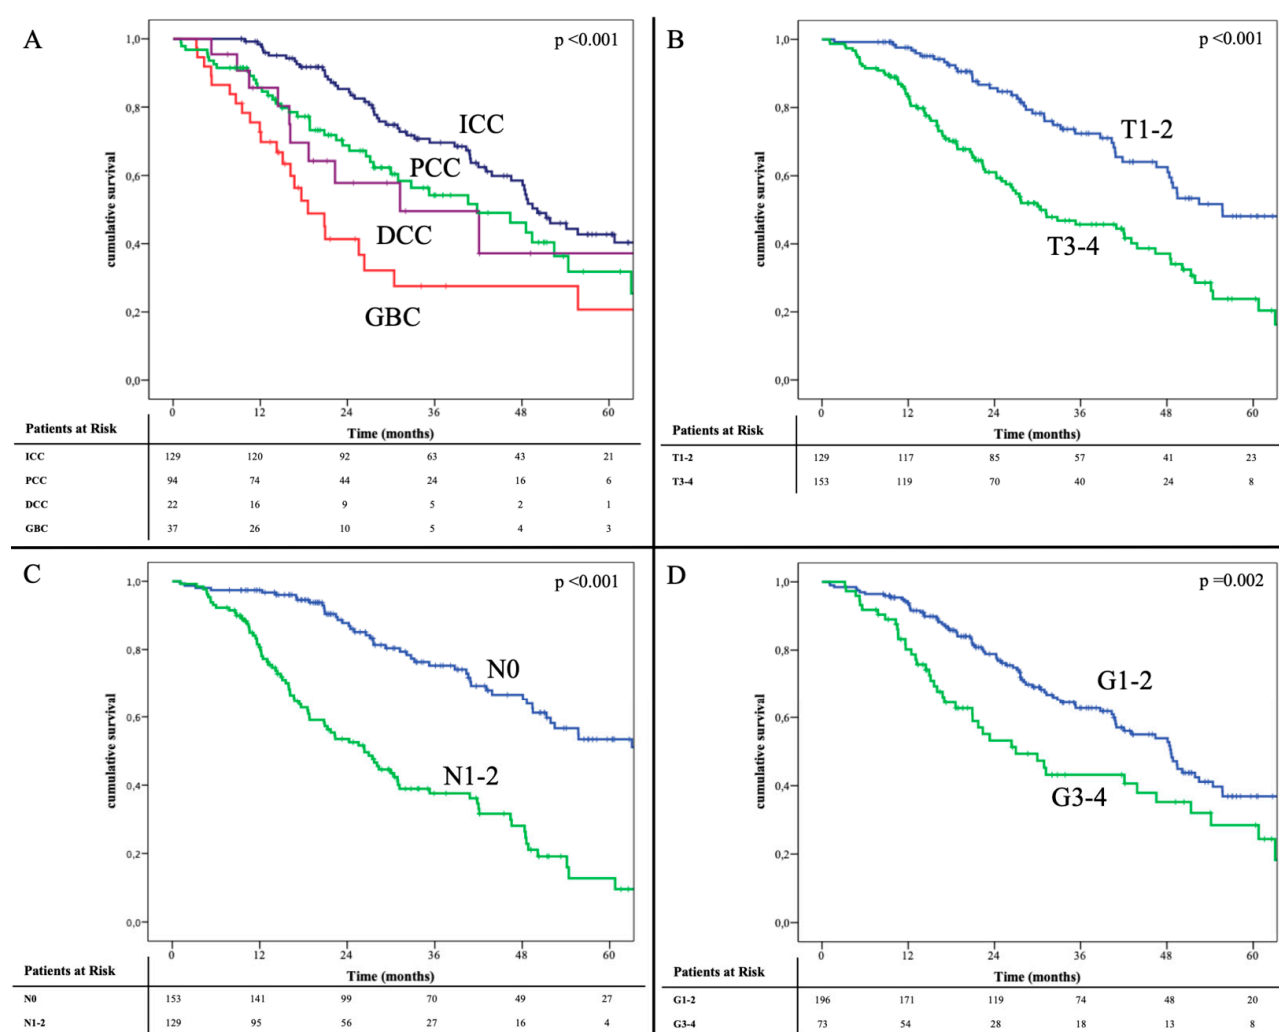 A
p <0.001
cumulative survival
1,0
0,8
0,6
0,4
0,2
0,0
ICC
PCC
DCC
GBC
0 12 24 36 48 60
Patients at Risk
Time (months)
ICC 129 120 92 63 43 21
PCC 94 74 44 24 16 6
DCC 22 16 9 5 2 1
GBC 37 26 10 5 4 3
B
p <0.001
cumulative survival
1,0
0,8
0,6
0,4
0,2
0,0
T1-2
T3-4
0 12 24 36 48 60
Patients at Risk
Time (months)
T1-2 129 117 85 57 41 23
T3-4 153 119 70 40 24 8
C
p <0.001
cumulative survival
1,0
0,8
0,6
0,4
0,2
0,0
N0
N1-2
0 12 24 36 48 60
Patients at Risk
Time (months)
N0 153 141 99 70 49 27
N1-2 129 95 56 27 16 4
D
p =0.002
cumulative survival
1,0
0,8
0,6
0,4
0,2
0,0
G1-2
G3-4
0 12 24 36 48 60
Patients at Risk
Time (months)
G1-2 196 171 119 74 48 20
G3-4 73 54 28 18 13 8